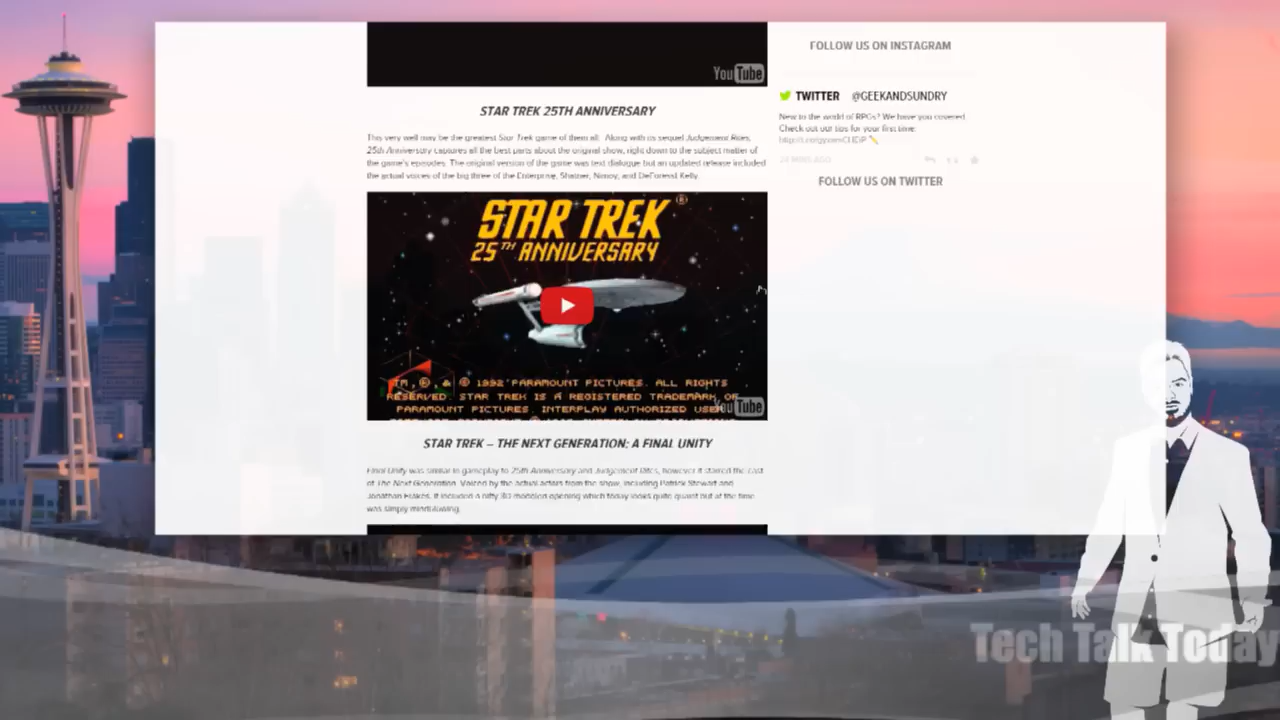 YouTube
STAR TREK 25TH ANNIVERSARY
This very well may be the greatest Star Trek game of them all. Along with its sequel Judgement Rites,
25th Anniversary captures all the best parts about the original show, right down to the subject matter of
the game's episodes. The original version of the game was text dialogue but an updated release included
the actual voices of the big three of the Enterprise, Shatner, Nimoy, and DeForest Kelly.
STAR TREK ®
25TH ANNIVERSARY
TM, ®, & © 1992 PARAMOUNT PICTURES. ALL RIGHTS
RESERVED. STAR TREK IS A REGISTERED TRADEMARK OF
PARAMOUNT PICTURES. INTERPLAY AUTHORIZED USER
YouTube
STAR TREK – THE NEXT GENERATION: A FINAL UNITY
Final Unity was similar in gameplay to 25th Anniversary and Judgement Rites, however it starred the cast
of The Next Generation. Voiced by the actual actors from the show, including Patrick Stewart and
Jonathan Frakes. It included a nifty 3D modeled opening which today looks quite quaint but at the time
was simply mindblowing.
FOLLOW US ON INSTAGRAM
TWITTER @GEEKANDSUNDRY
New to the world of RPGs? We have you covered.
Check out our tips for your first time:
MINS AGO
FOLLOW US ON TWITTER
Tech Talk Today